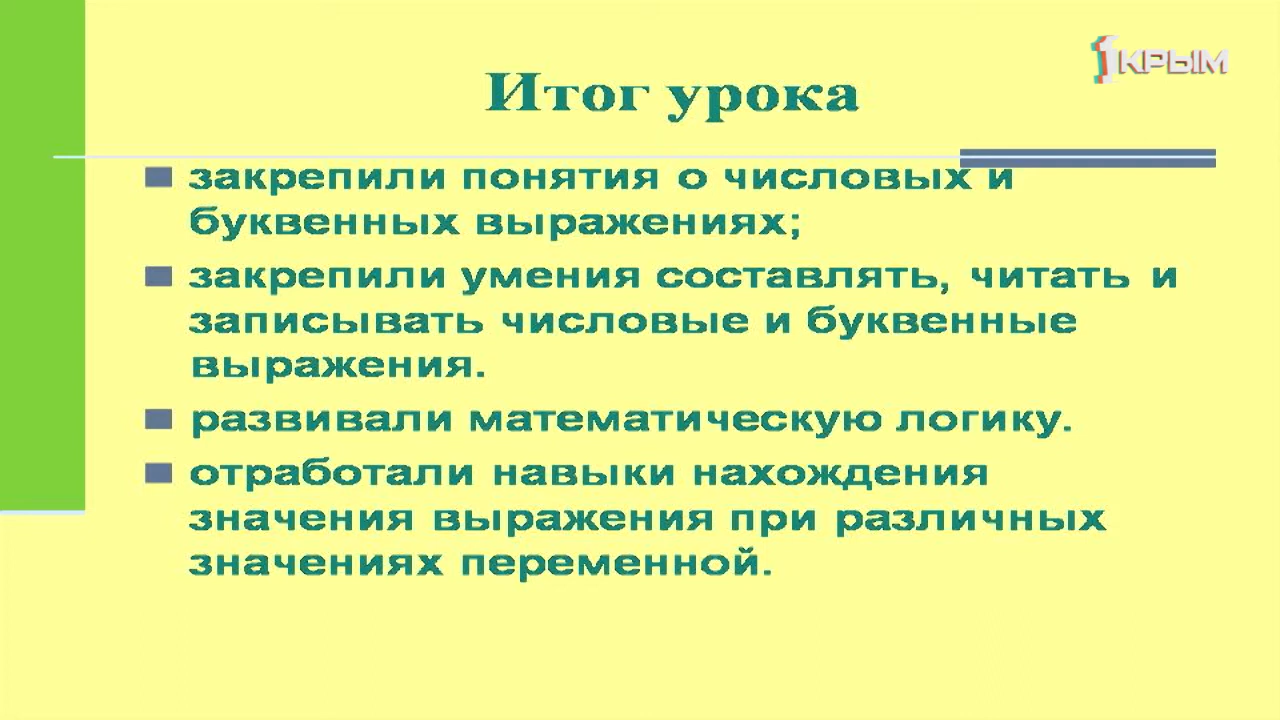 1КРЫМ
Итог урока
закрепили понятия о числовых и
буквенных выражениях;
закрепили умения составлять, читать и
записывать числовые и буквенные
выражения.
развивали математическую логику.
отработали навыки нахождения
значения выражения при различных
значениях переменной.